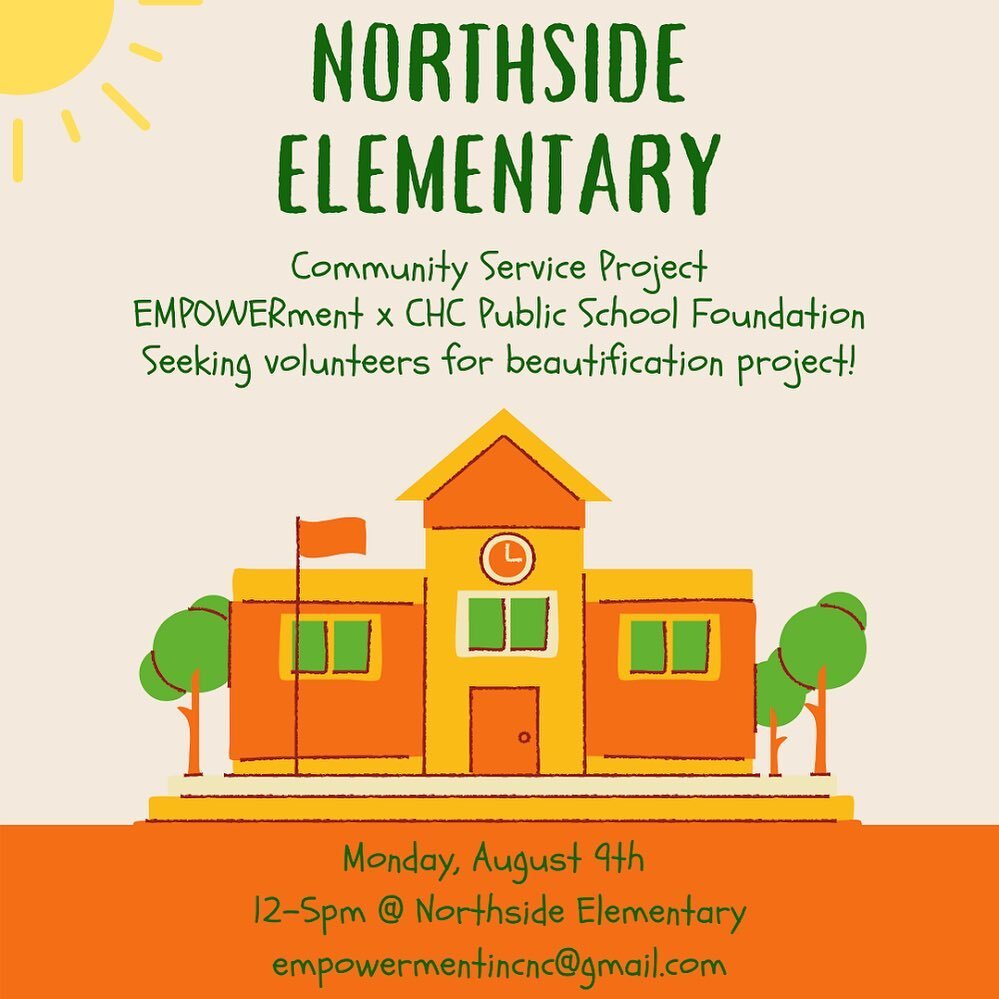 NORTHSIDE
ELEMENTARY
Community Service Project
EMPOWERment x CHC Public School Foundation
Seeking volunteers for beautification project!
Monday, August 9th
12-5pm @ Northside Elementary
empowermentincnc@gmail.com